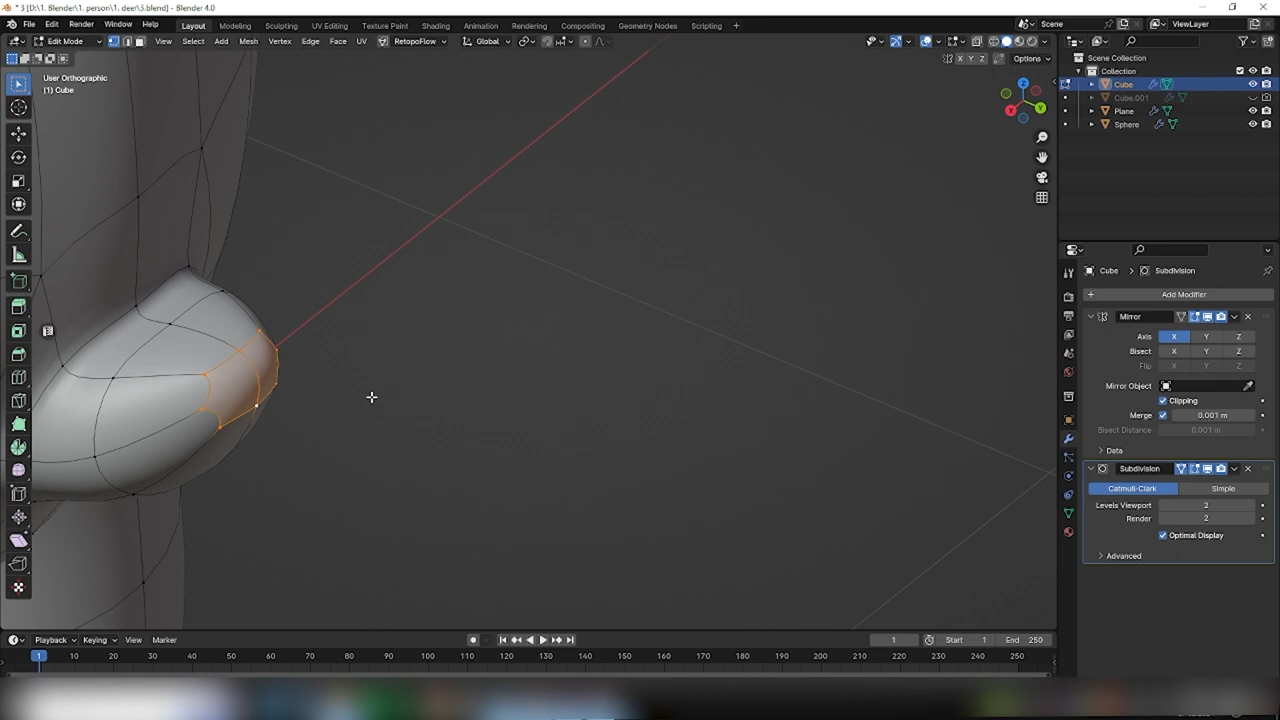 * 3 [D:\1. Blender\1. person\1. deer\3.blend] - Blender 4.0
File Edit Render Window Help Layout Modeling Sculpting UV Editing Texture Paint Shading Animation Rendering Compositing Geometry Nodes Scripting + Scene ViewLayer
Edit Mode View Select Add Mesh Vertex Edge Face UV RetopoFlow Global
X Y Z Options
User Orthographic
(1) Cube
Z
Y
X
Scene Collection
Collection
Cube
Cube.001
Plane
Sphere
Cube Subdivision
+ Add Modifier
Mirror
Axis X Y Z
Bisect X Y Z
Flip X Y Z
Mirror Object
Clipping
Merge 0.001 m
Bisect Distance 0.001 m
Data
Subdivision
Catmull-Clark Simple
Levels Viewport 2
Render 2
Optimal Display
Advanced
Playback Keying View Marker 1 Start 1 End 250
1 10 20 30 40 50 60 70 80 90 100 110 120 130 140 150 160 170 180 190 200 210 220 230 240 250